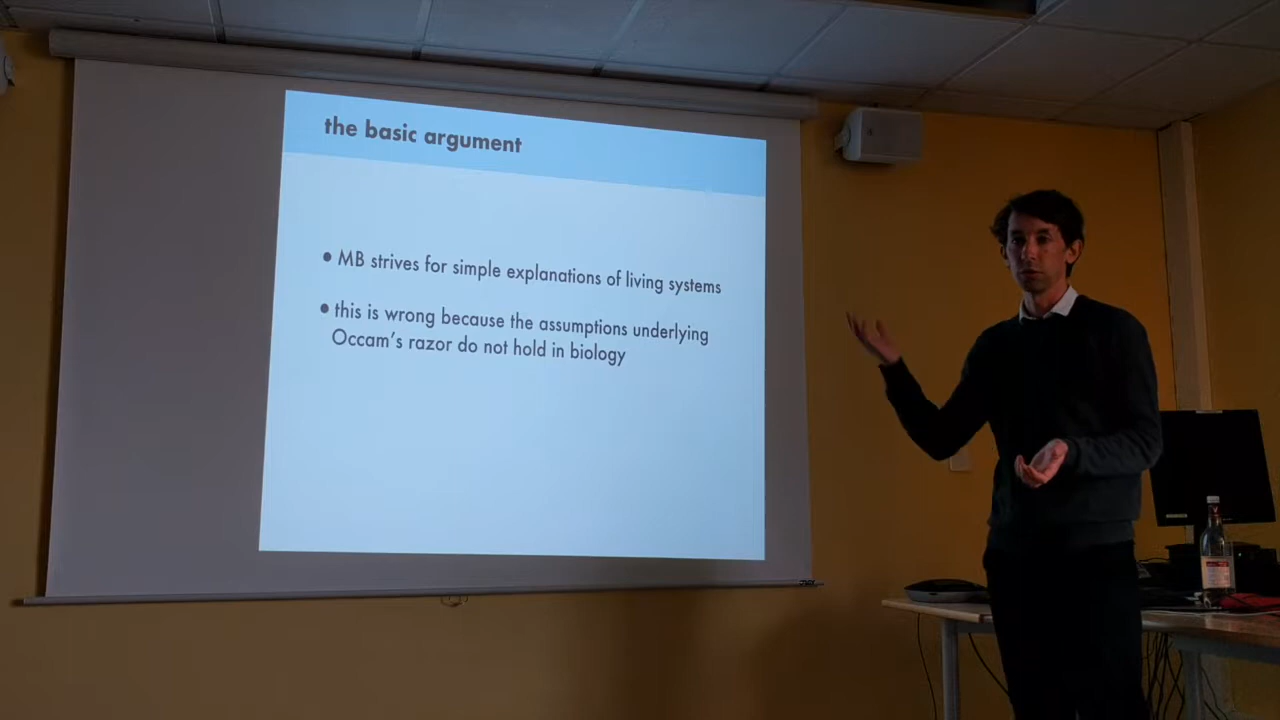 the basic argument
• MB strives for simple explanations of living systems
• this is wrong because the assumptions underlying
Occam's razor do not hold in biology